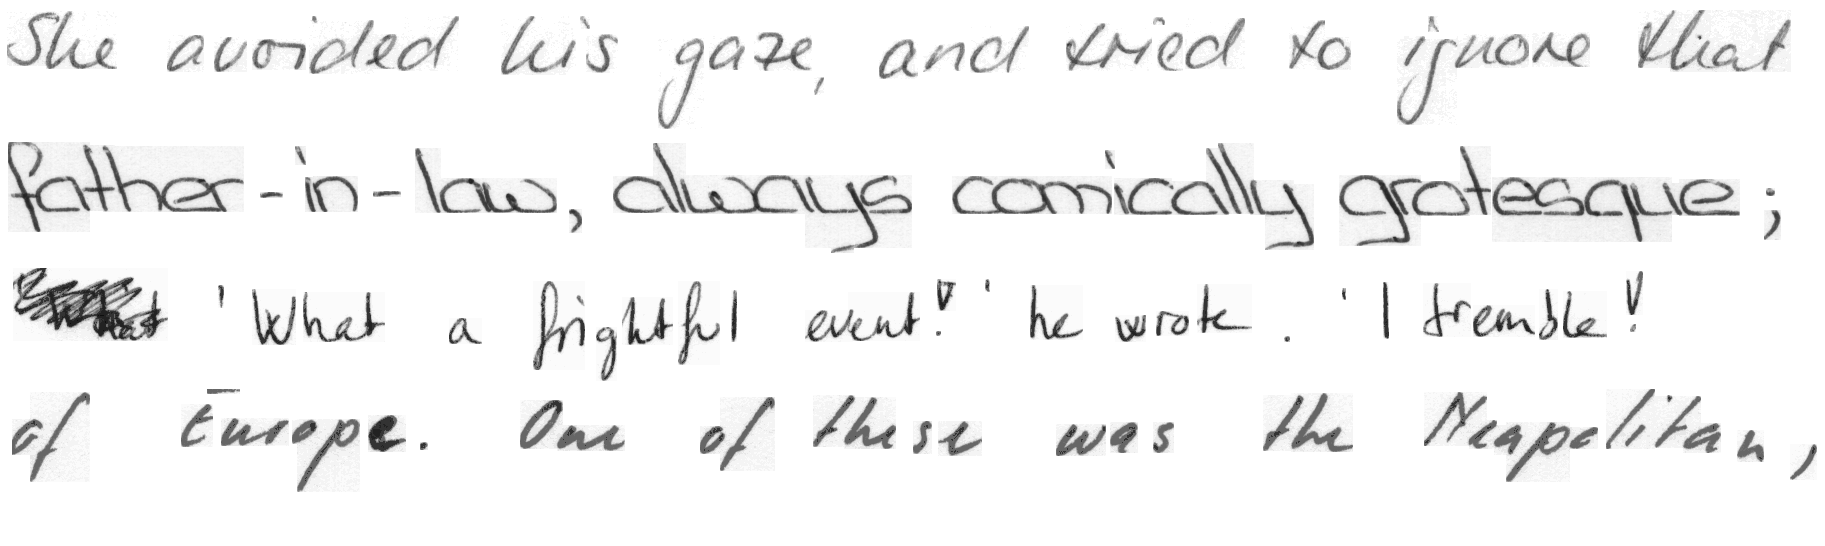 She avoided his gaze, and tried to ignore that
father-in-law, always comically grotesque;
'What a frightful event!' he wrote. 'I tremble!
of Europe. One of these was the Neapolitan,